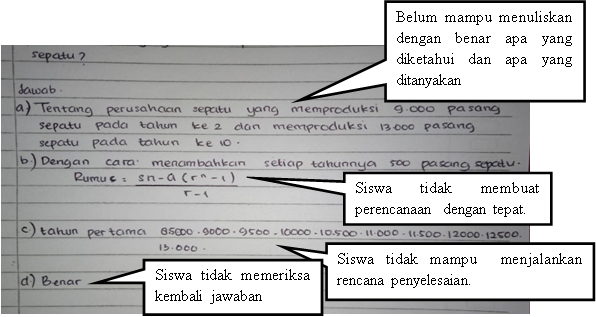 Belum mampu menuliskan
dengan benar apa yang
diketahui dan apa yang
ditanyakan
sepatu?
Jawab.
a) Tentang perusahaan sepatu yang memproduksi 9.000 pasang
sepatu pada tahun ke 2 dan memproduksi 13.000 pasang
sepatu pada tahun ke 10.
b) Dengan cara menambahkan setiap tahunnya 500 pasang sepatu.
Rumus = sn - a (rⁿ - 1)
r - 1
Siswa tidak membuat
perencanaan dengan tepat.
c) tahun pertama 85000 - 9000 - 9500 - 10000 - 10.500 - 11.000 - 11.500 - 12000 - 12500.
13.000.
Siswa tidak mampu menjalankan
rencana penyelesaian.
d) Benar
Siswa tidak memeriksa
kembali jawaban